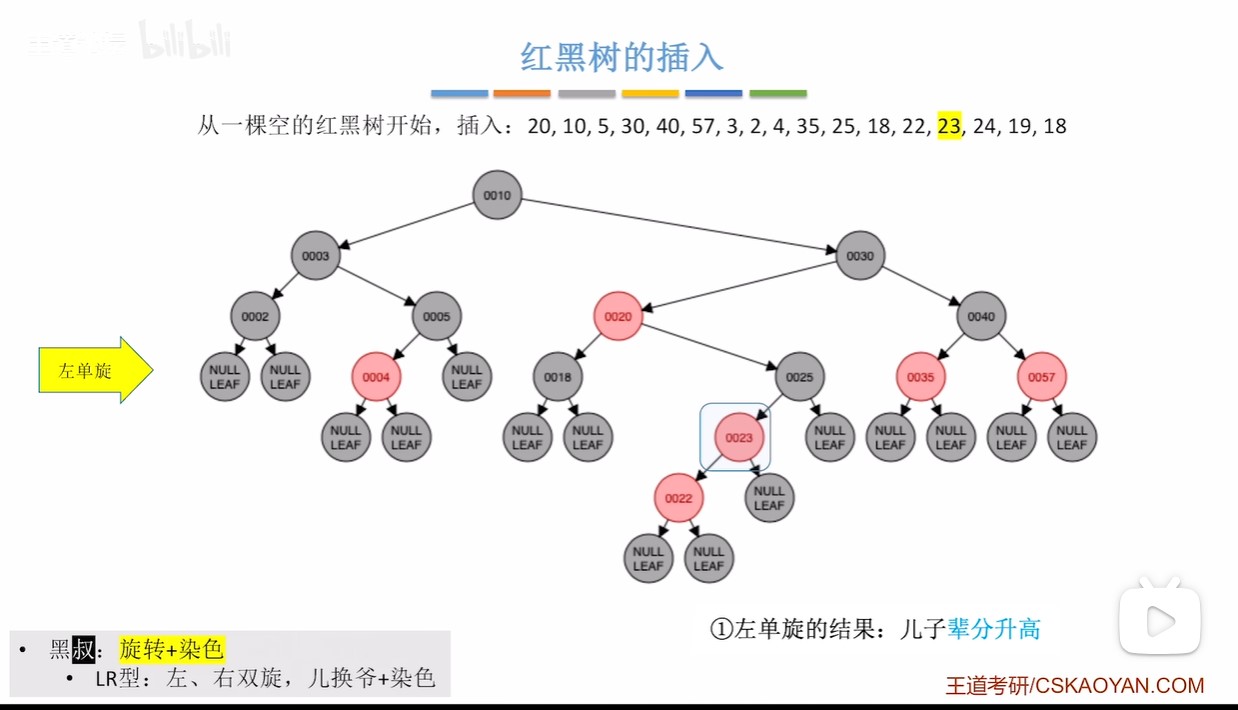 bilibili
红黑树的插入
从一棵空的红黑树开始，插入：20, 10, 5, 30, 40, 57, 3, 2, 4, 35, 25, 18, 22, 23, 24, 19, 18
0010
0003
0030
0002
0005
0020
0040
左单旋
NULL LEAF
NULL LEAF
0004
NULL LEAF
0018
0025
0035
0057
NULL LEAF
NULL LEAF
NULL LEAF
NULL LEAF
0023
NULL LEAF
NULL LEAF
NULL LEAF
NULL LEAF
NULL LEAF
0022
NULL LEAF
NULL LEAF
NULL LEAF
①左单旋的结果：儿子辈分升高
• 黑叔：旋转+染色
• LR型：左、右双旋，儿换爷+染色
王道考研/CSKAOYAN.COM